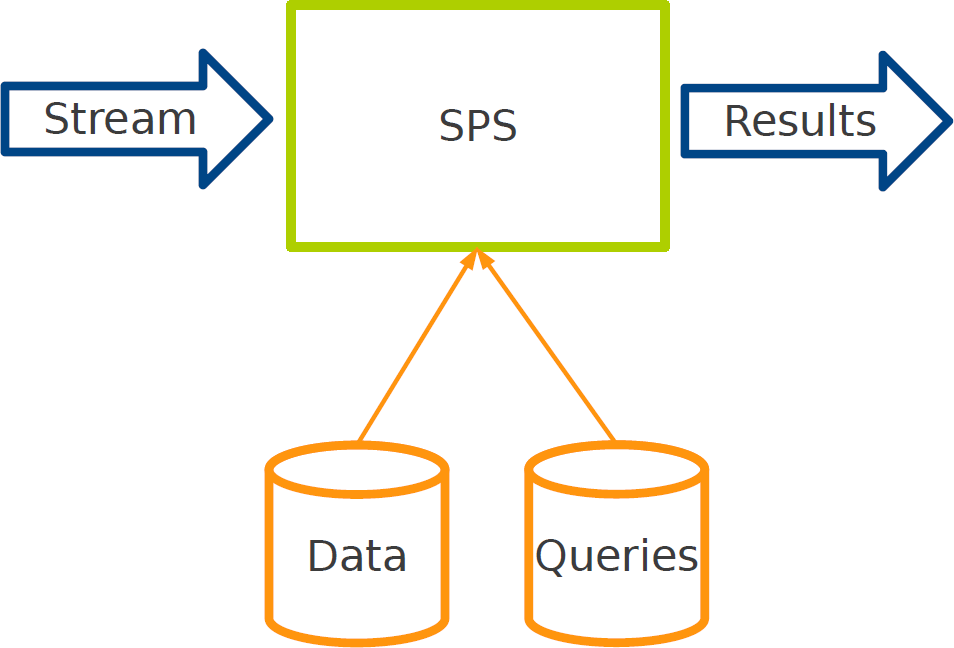 Stream
SPS
Results
Data
Queries